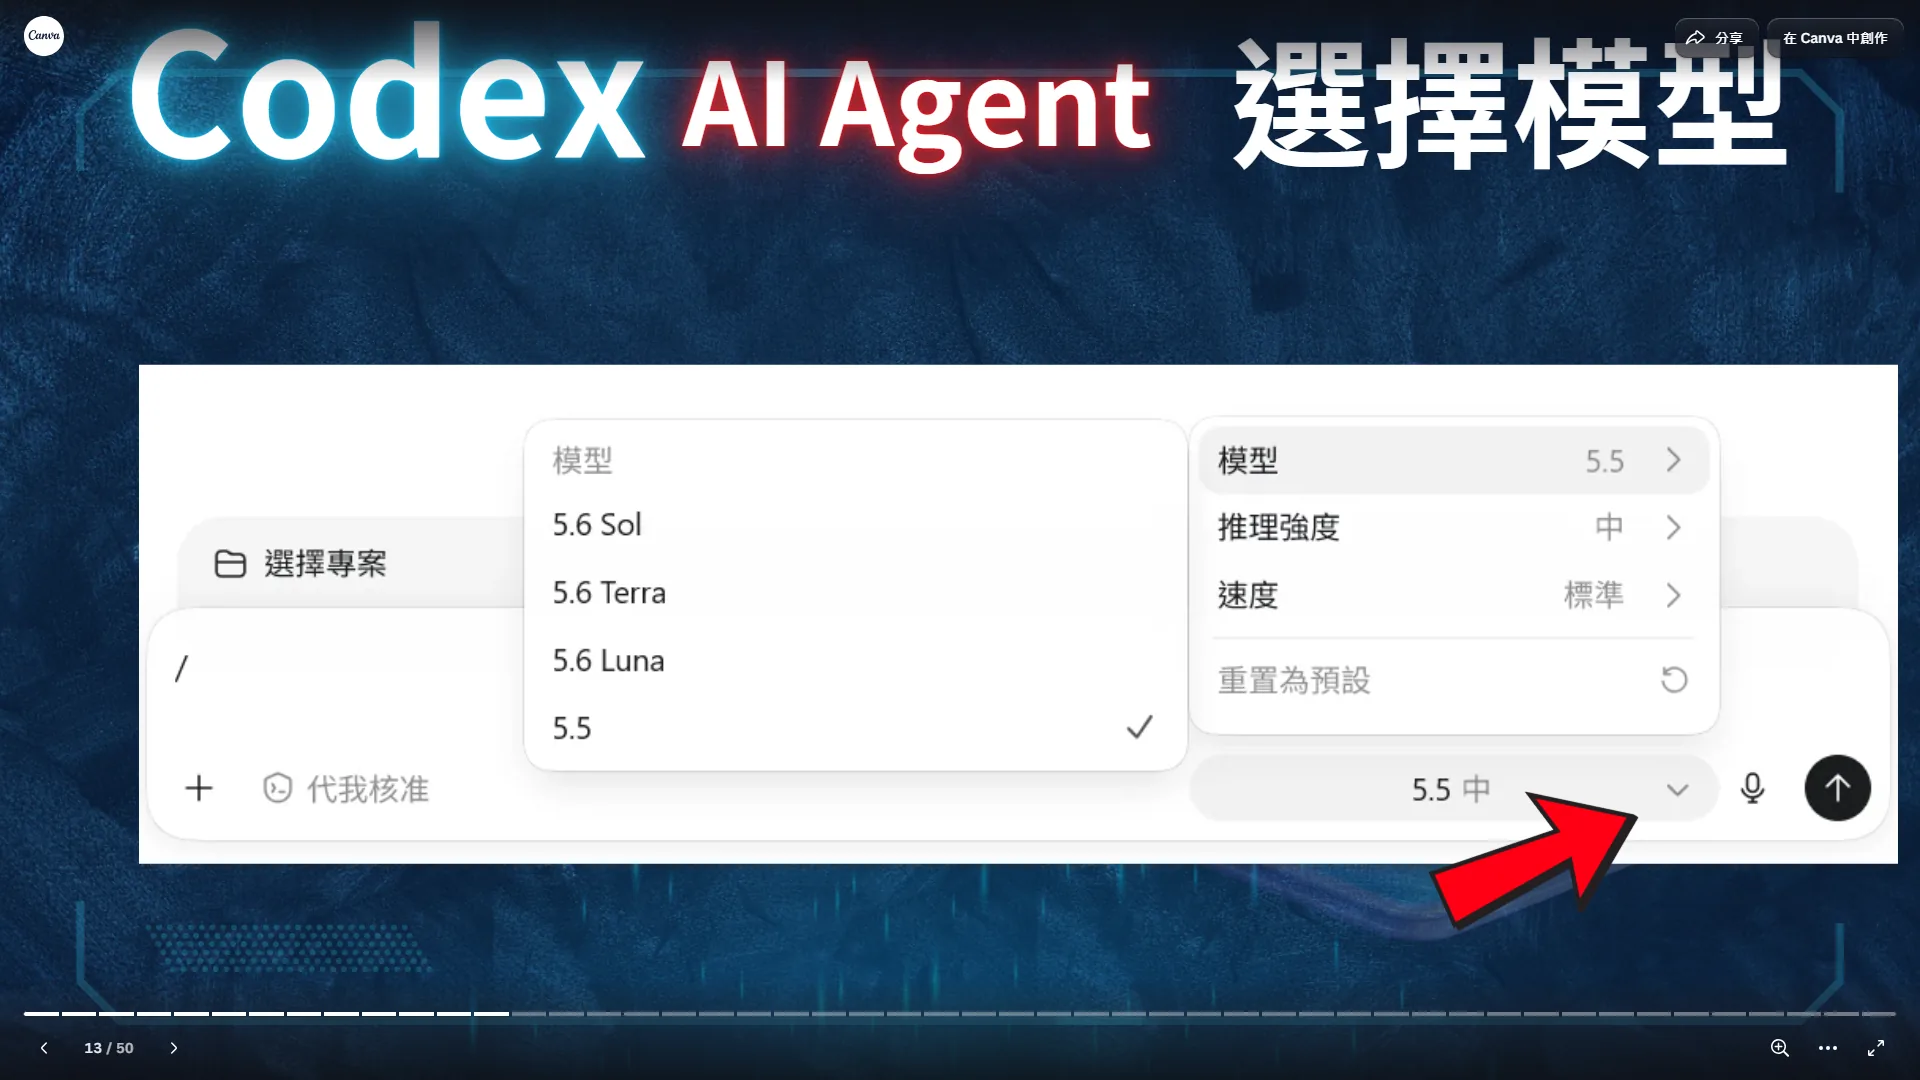 Canva
分享
在 Canva 中創作
Codex AI Agent 選擇模型
模型
5.6 Sol
5.6 Terra
5.6 Luna
5.5
模型 5.5
推理強度 中
速度 標準
重置為預設
選擇專案
/
代我核准
5.5 中
13 / 50